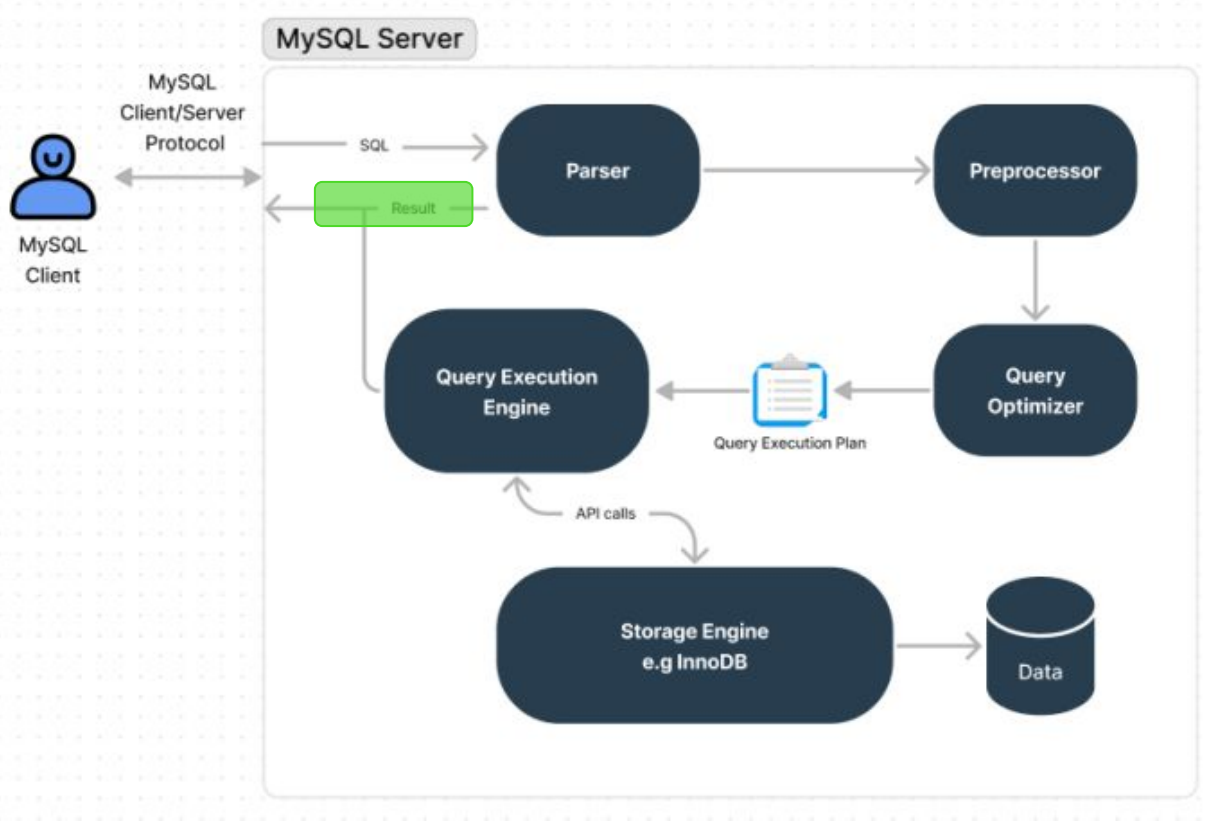 MySQL Server
MySQL
Client/Server
Protocol
MySQL
Client
SQL
Result
Parser
Preprocessor
Query
Optimizer
Query Execution Plan
Query Execution
Engine
API calls
Storage Engine
e.g InnoDB
Data